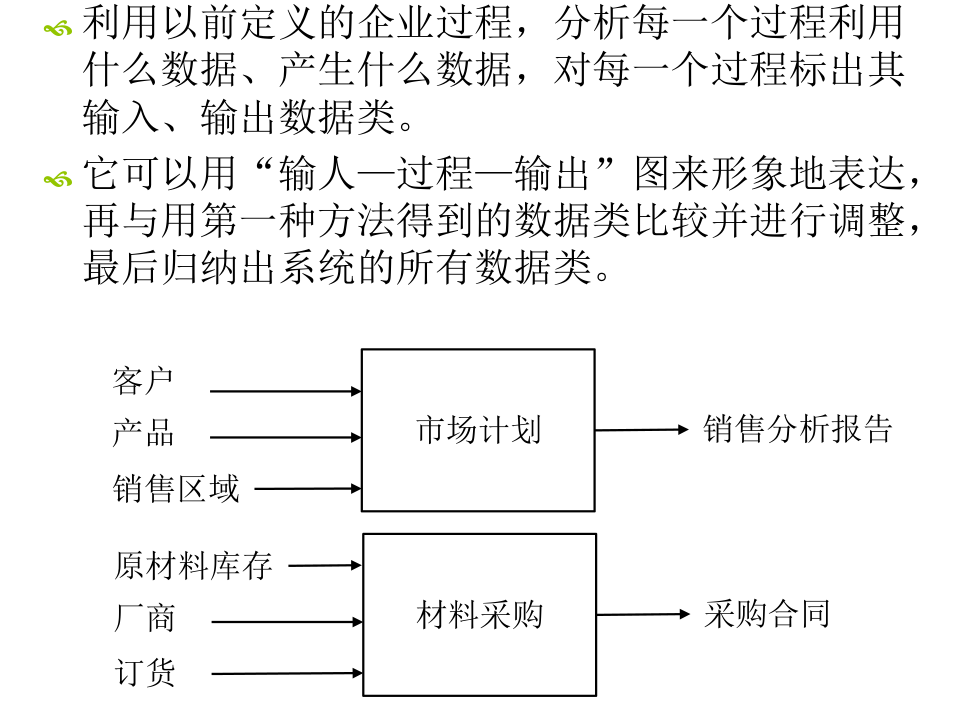 利用以前定义的企业过程，分析每一个过程利用
什么数据、产生什么数据，对每一个过程标出其
输入、输出数据类。
它可以用“输人—过程—输出”图来形象地表达，
再与用第一种方法得到的数据类比较并进行调整，
最后归纳出系统的所有数据类。
客户
产品
销售区域
市场计划
销售分析报告
原材料库存
厂商
订货
材料采购
采购合同